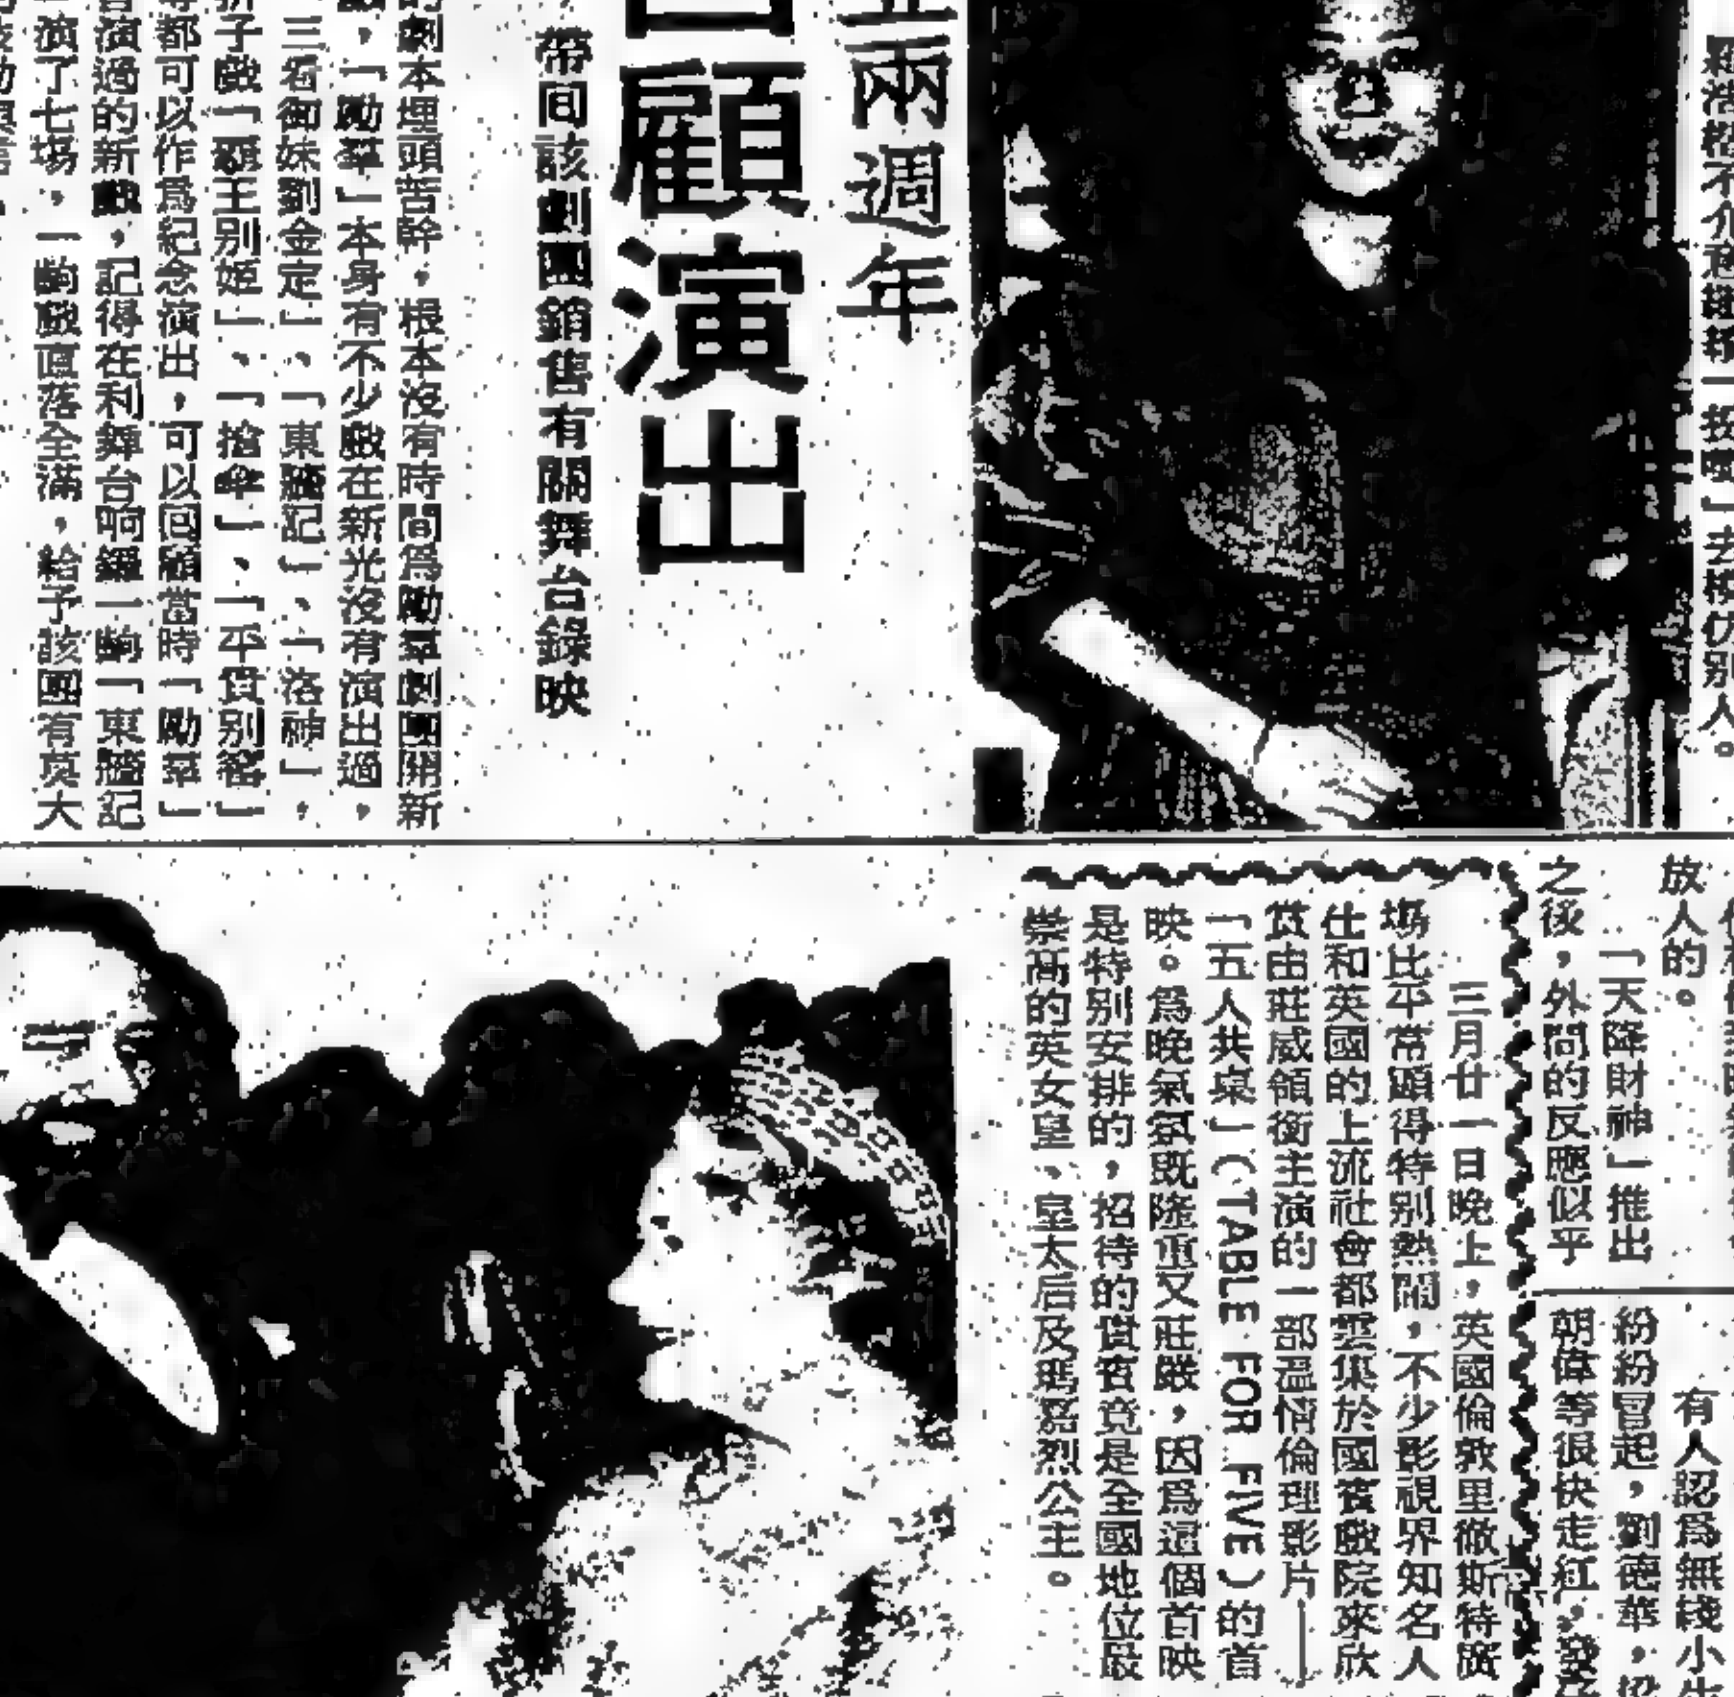 兩週年
回顧演出
帶同該劇團銷售有關舞台錄映
的劇本埋頭苦幹，根本沒有時間爲勵羣劇團開新
戲，「勵羣」本身有不少戲在新光沒有演出過，
三看御妹劉金定」、「東龍記」、「洛神」，
折子戲「霸王別姬」、「搶傘」、「平貴別窰」
等都可以作爲紀念演出，可以回顧當時「勵羣」
演過的新戲，記得在利舞台响鑼一齣「東龍記
演了七場，一齣戲直落全滿，給予該團有莫大
去模仿別人。
放人的。
「天降財神」推出
之後，外間的反應似乎
有人認爲無綫小生
紛紛冒起，劉德華，梁
朝偉等很快走紅，
三月廿一日晚上，英國倫敦里徹斯特廣
場比平常顯得特別熱鬧，不少影視界知名人
仕和英國的上流社會都雲集於國賓戲院來欣
賞由莊威領銜主演的一部溫情倫理影片——
「五人共桌」（TABLE FOR FIVE）的首
映。爲晚氣氛既隆重又莊嚴，因爲這個首映
是特別安排的，招待的貴賓竟是全國地位最
崇高的英女皇、皇太后及瑪嘉烈公主。